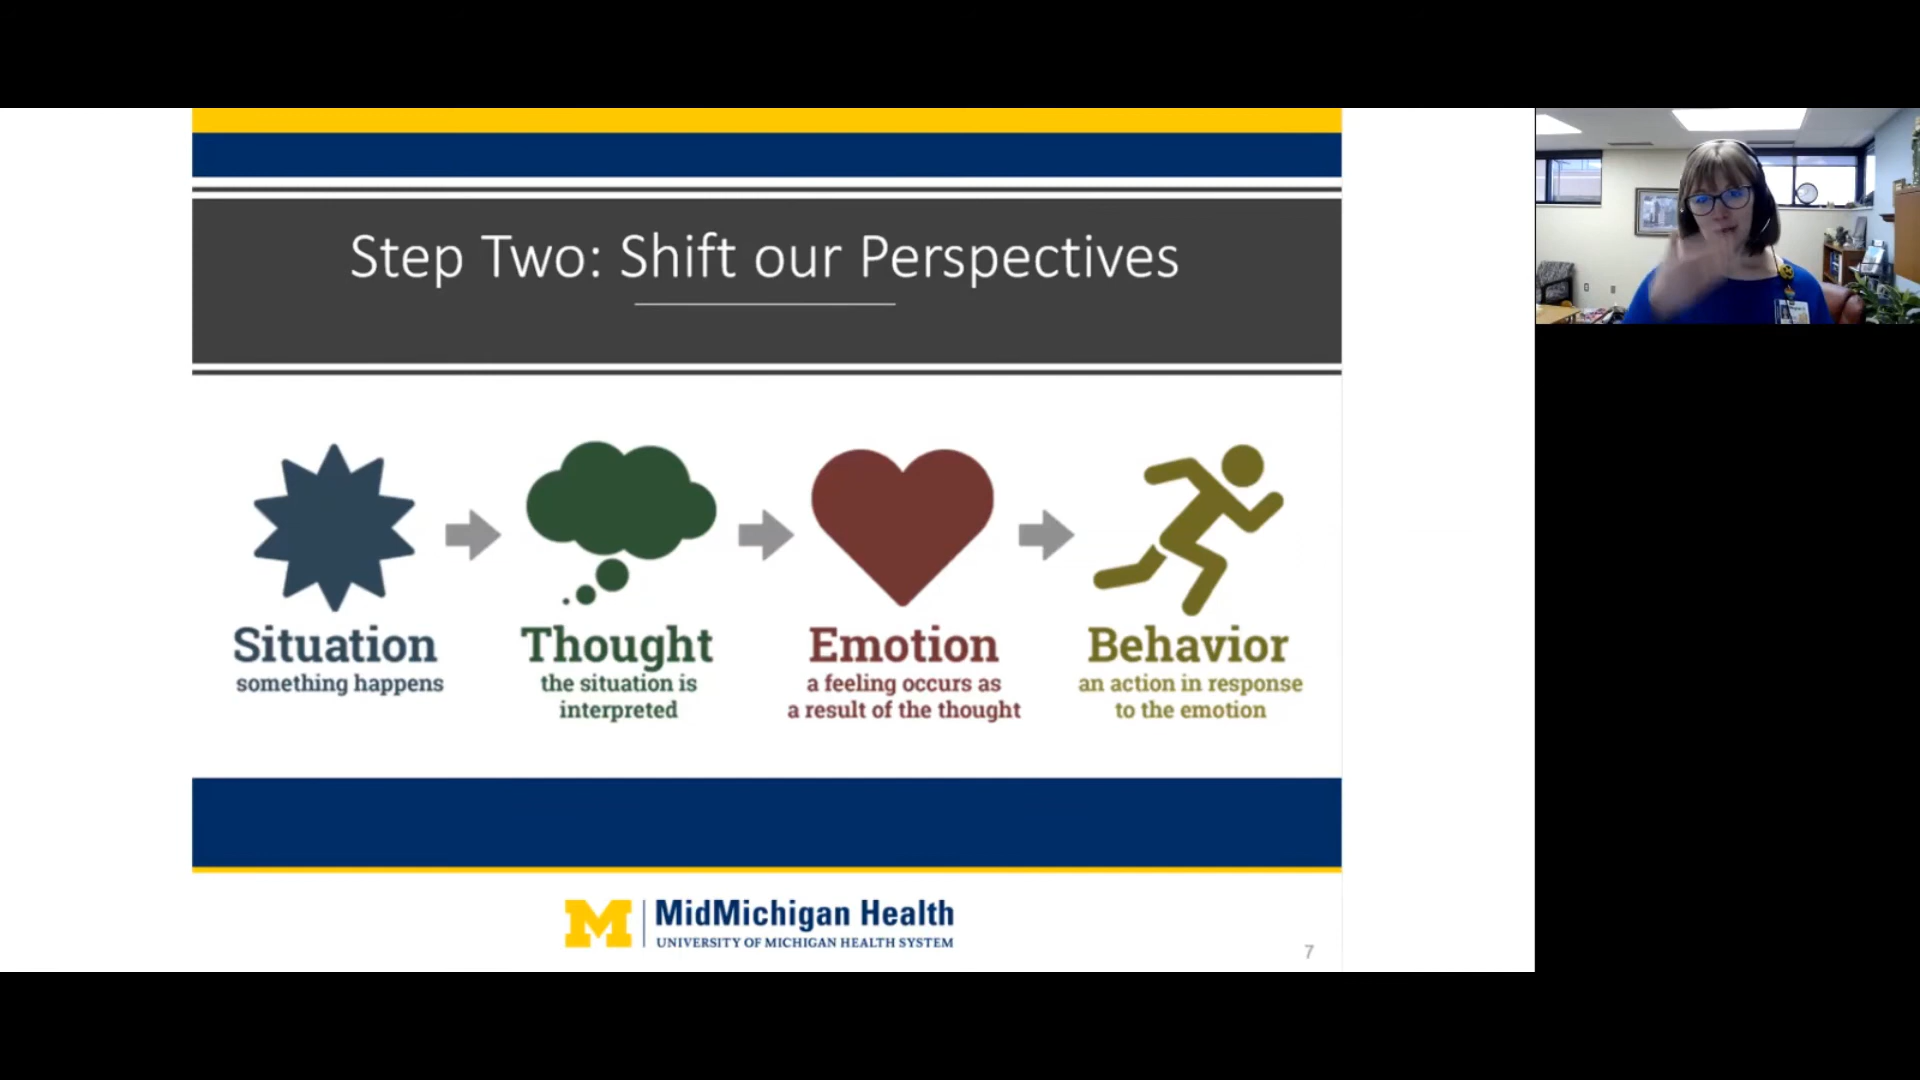 Step Two: Shift our Perspectives
Situation
something happens
Thought
the situation is
interpreted
Emotion
a feeling occurs as
a result of the thought
Behavior
an action in response
to the emotion
M
MidMichigan Health
UNIVERSITY OF MICHIGAN HEALTH SYSTEM
7